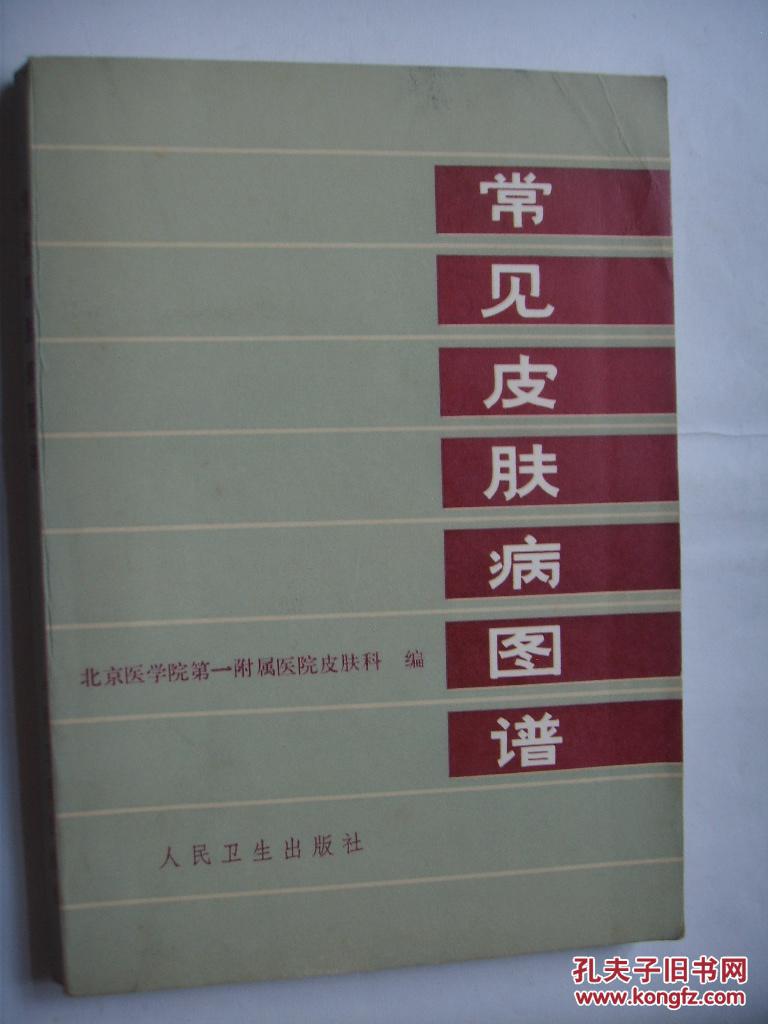 常见皮肤病图谱
北京医学院第一附属医院皮肤科 编
人民卫生出版社
孔夫子旧书网
www.kongfz.com